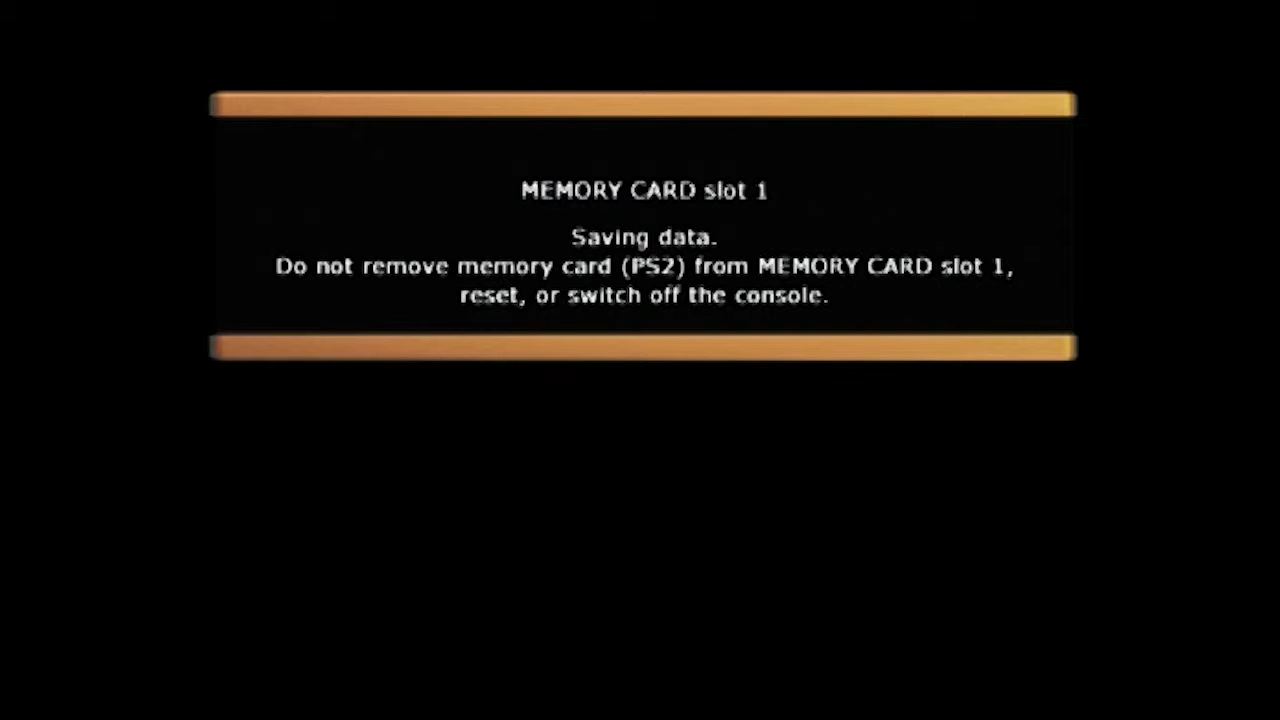 MEMORY CARD slot 1
Saving data.
Do not remove memory card (PS2) from MEMORY CARD slot 1,
reset, or switch off the console.